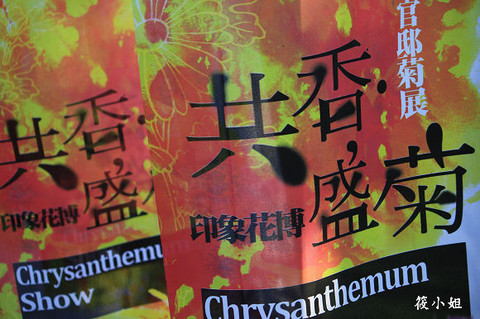 官邸菊展
共香.
盛菊
印象花博
Chrysanthemum
共香.
盛
印象花博
Chrysanthemum
Show
筱小姐